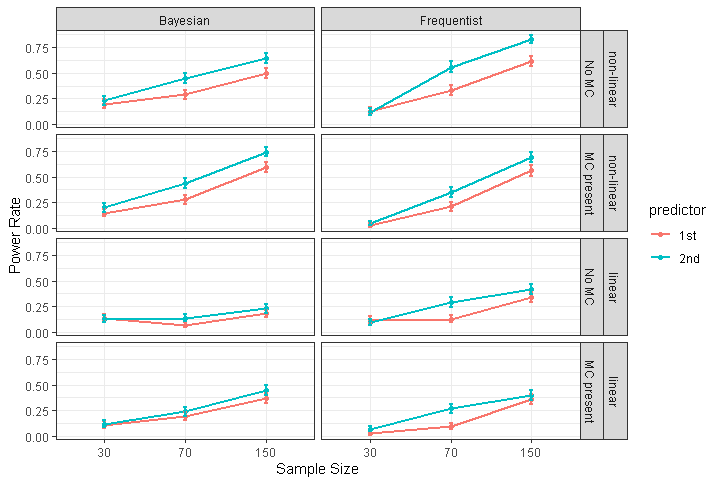 Bayesian
Frequentist
0.75
0.50
0.25
0.00
No MC
non-linear
0.75
0.50
0.25
0.00
MC present
non-linear
0.75
0.50
0.25
0.00
No MC
linear
0.75
0.50
0.25
0.00
MC present
linear
Power Rate
30
70
150
30
70
150
Sample Size
predictor
1st
2nd